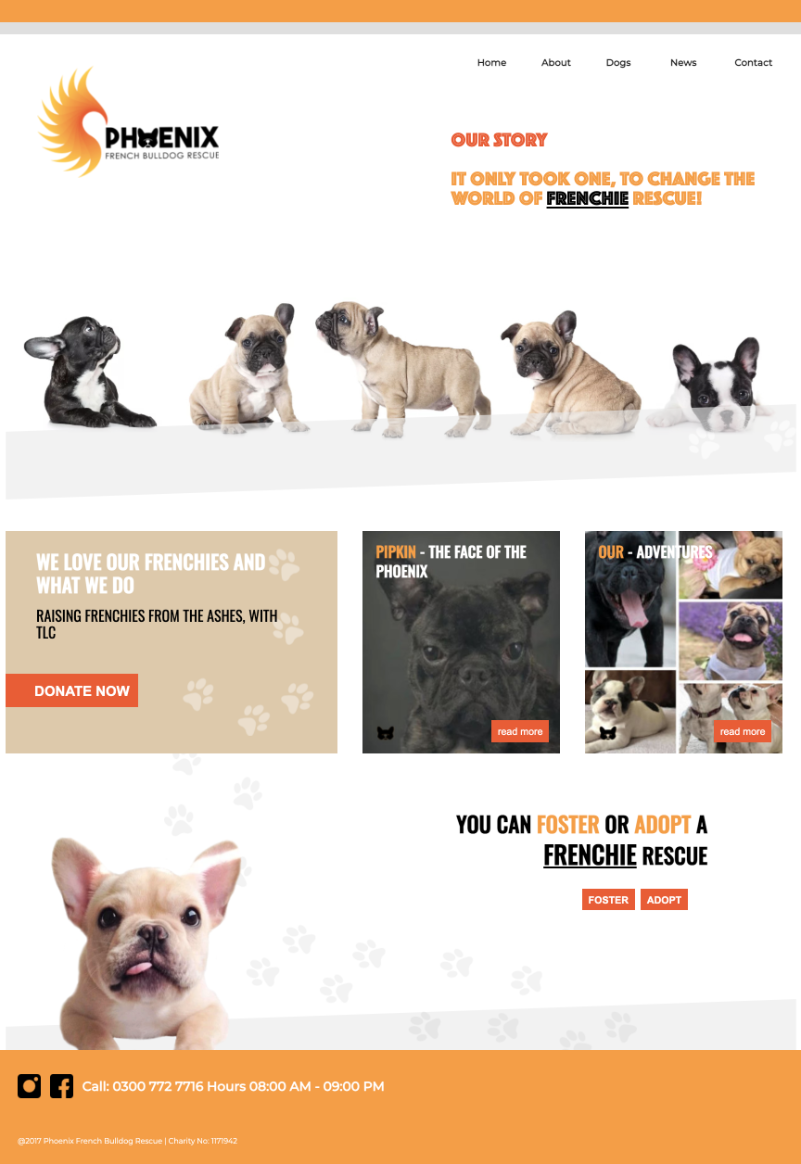 Home About Dogs News Contact
PHOENIX
FRENCH BULLDOG RESCUE
OUR STORY
IT ONLY TOOK ONE, TO CHANGE THE
WORLD OF FRENCHIE RESCUE!
WE LOVE OUR FRENCHIES AND
WHAT WE DO
RAISING FRENCHIES FROM THE ASHES, WITH
TLC
DONATE NOW
PIPKIN - THE FACE OF THE
PHOENIX
read more
OUR - ADVENTURES
read more
YOU CAN FOSTER OR ADOPT A
FRENCHIE RESCUE
FOSTER ADOPT
Call: 0300 772 7716 Hours 08:00 AM - 09:00 PM
@2017 Phoenix French Bulldog Rescue | Charity No: 1171942